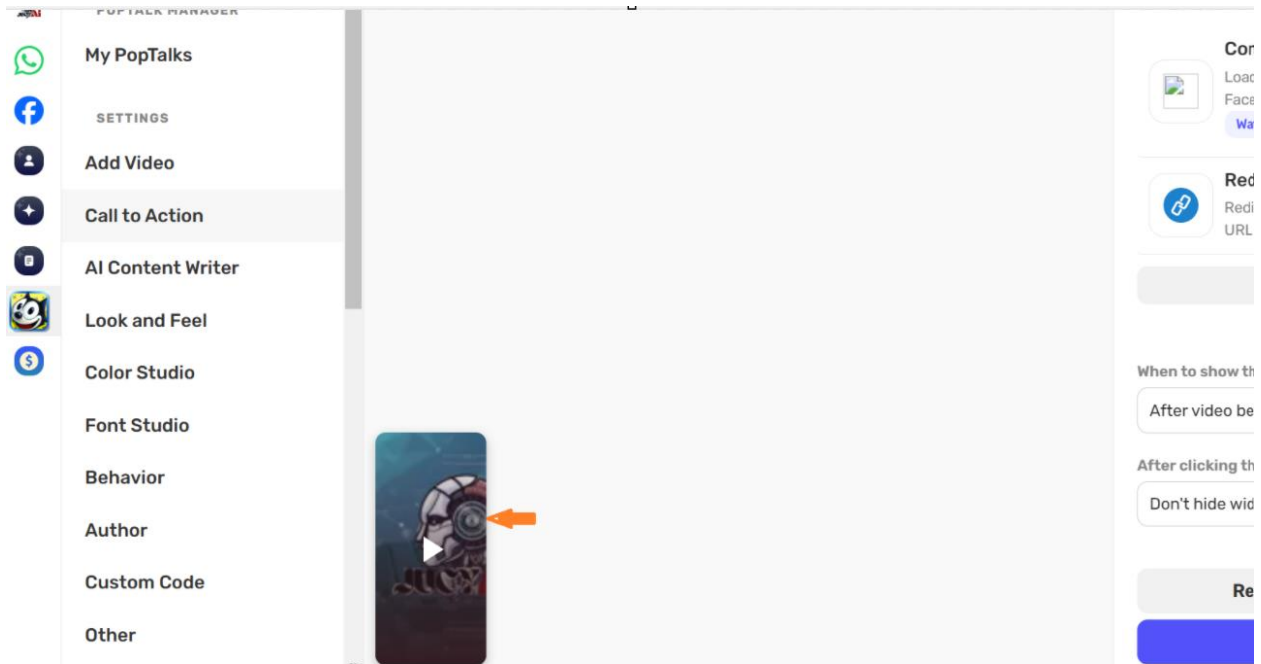 POPTALK MANAGER
My PopTalks
SETTINGS
Add Video
Call to Action
AI Content Writer
Look and Feel
Color Studio
Font Studio
Behavior
Author
Custom Code
Other
Load
Face
Redi
URL
When to show th
After video be
After clicking th
Don't hide wid
Re